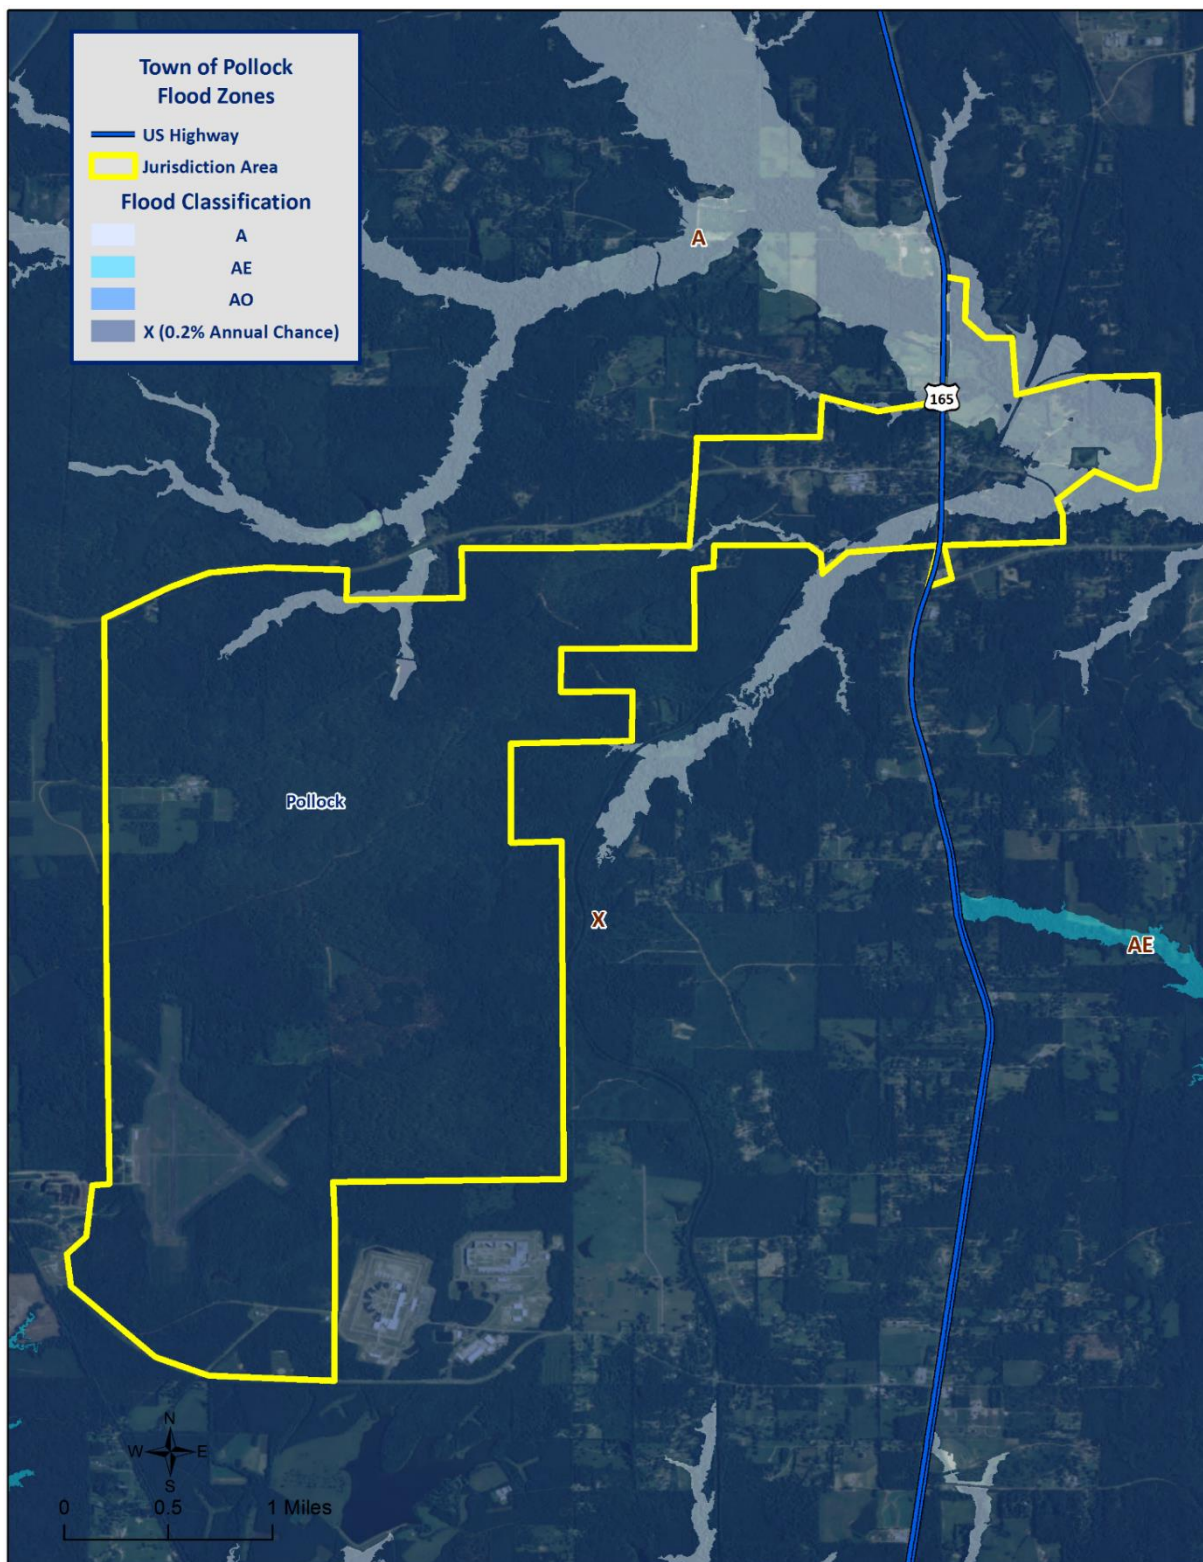 Town of Pollock
Flood Zones
US Highway
Jurisdiction Area
Flood Classification
A
AE
AO
X (0.2% Annual Chance)
A
165
Pollock
X
AE
N
W E
S
0 0.5 1 Miles